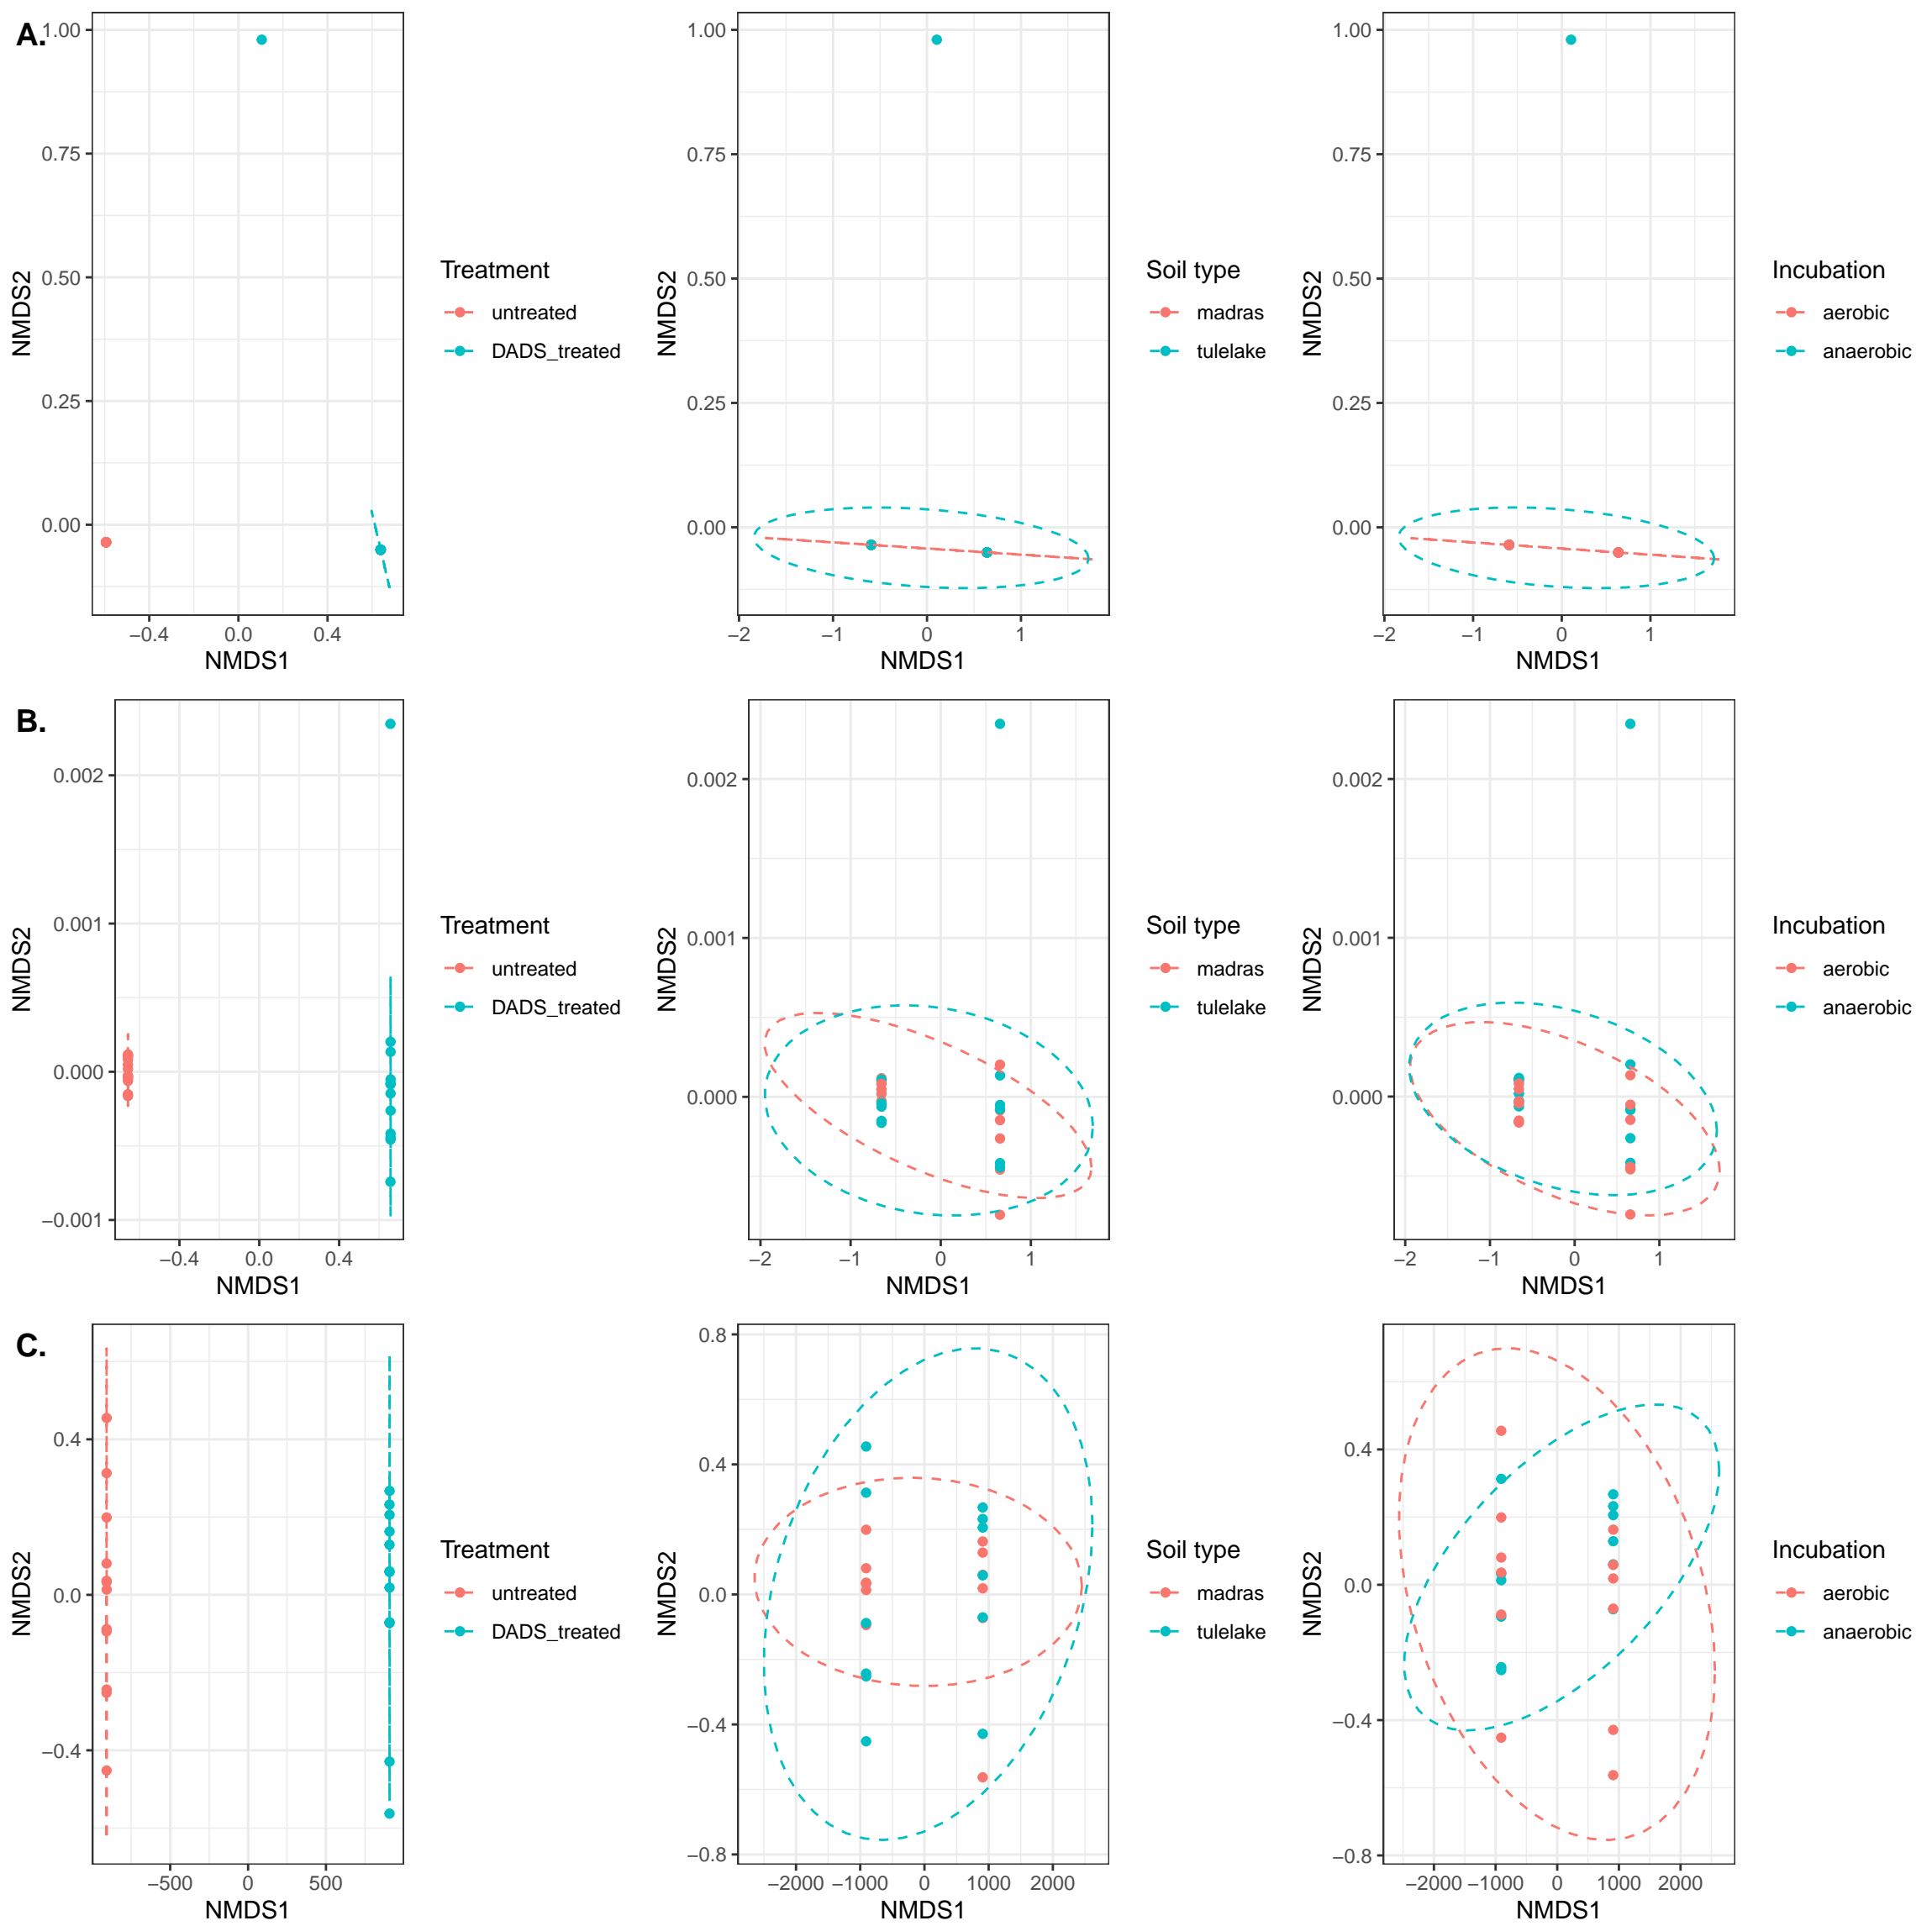 A.
1.00
0.75
0.50
0.25
0.00
NMDS2
−0.4 0.0 0.4
NMDS1
Treatment
untreated
DADS_treated
1.00
0.75
0.50
0.25
0.00
NMDS2
−2 −1 0 1
NMDS1
Soil type
madras
tulelake
1.00
0.75
0.50
0.25
0.00
NMDS2
−2 −1 0 1
NMDS1
Incubation
aerobic
anaerobic
B.
0.002
0.001
0.000
−0.001
NMDS2
−0.4 0.0 0.4
NMDS1
Treatment
untreated
DADS_treated
0.002
0.001
0.000
NMDS2
−2 −1 0 1
NMDS1
Soil type
madras
tulelake
0.002
0.001
0.000
NMDS2
−2 −1 0 1
NMDS1
Incubation
aerobic
anaerobic
C.
0.4
0.0
−0.4
NMDS2
−500 0 500
NMDS1
Treatment
untreated
DADS_treated
0.8
0.4
0.0
−0.4
−0.8
NMDS2
−2000 −1000 0 1000 2000
NMDS1
Soil type
madras
tulelake
0.4
0.0
−0.4
−0.8
NMDS2
−2000 −1000 0 1000 2000
NMDS1
Incubation
aerobic
anaerobic